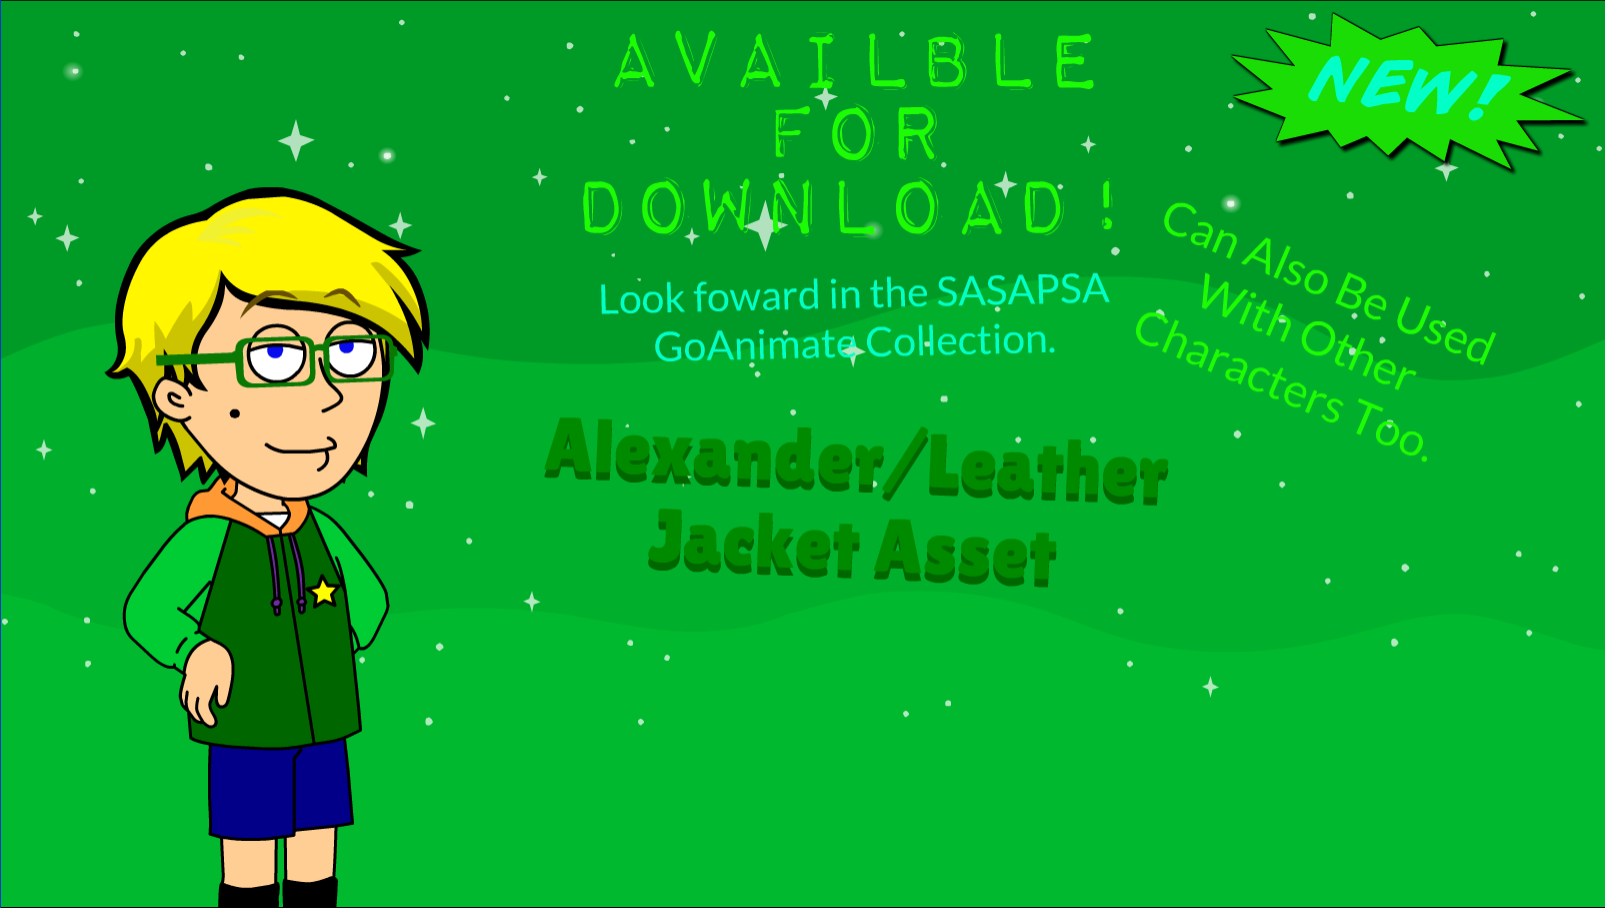 AVAILBLE
FOR
DOWNLOAD!
NEW!
Look foward in the SASAPSA
GoAnimate Collection.
Can Also Be Used
With Other
Characters Too.
Alexander/Leather
Jacket Asset